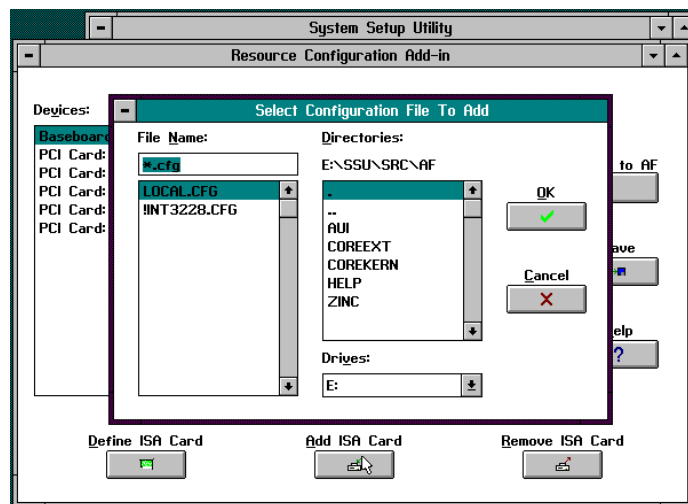 System Setup Utility
Resource Configuration Add-in
Devices:
Baseboard
PCI Card:
PCI Card:
PCI Card:
PCI Card:
PCI Card:
to AF
ave
elp
?
Select Configuration File To Add
File Name:
*.cfg
LOCAL.CFG
!INT3228.CFG
Directories:
E:\SSU\SRC\AF
.
..
AUI
COREEXT
COREKERN
HELP
ZINC
Drives:
E:
OK
Cancel
Define ISA Card
Add ISA Card
Remove ISA Card